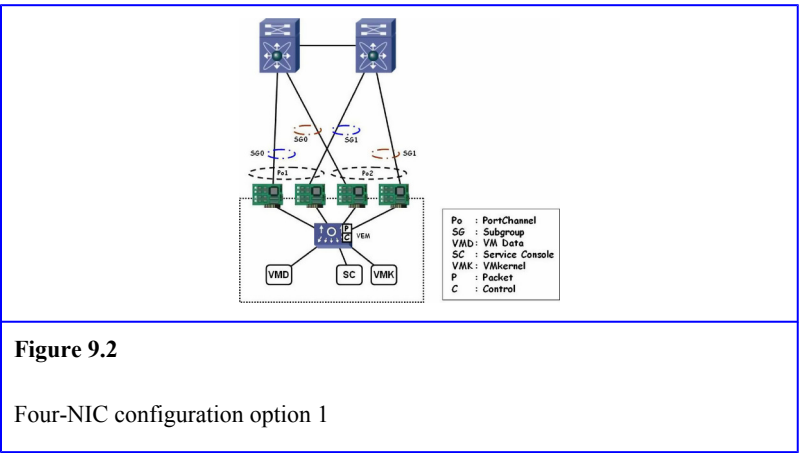 SG0
SG1
SG0
SG1
Po1
Po2
P
C
VEM
VMD
SC
VMK
Po : PortChannel
SG : Subgroup
VMD : VM Data
SC : Service Console
VMK : VMkernel
P : Packet
C : Control
Figure 9.2
Four-NIC configuration option 1